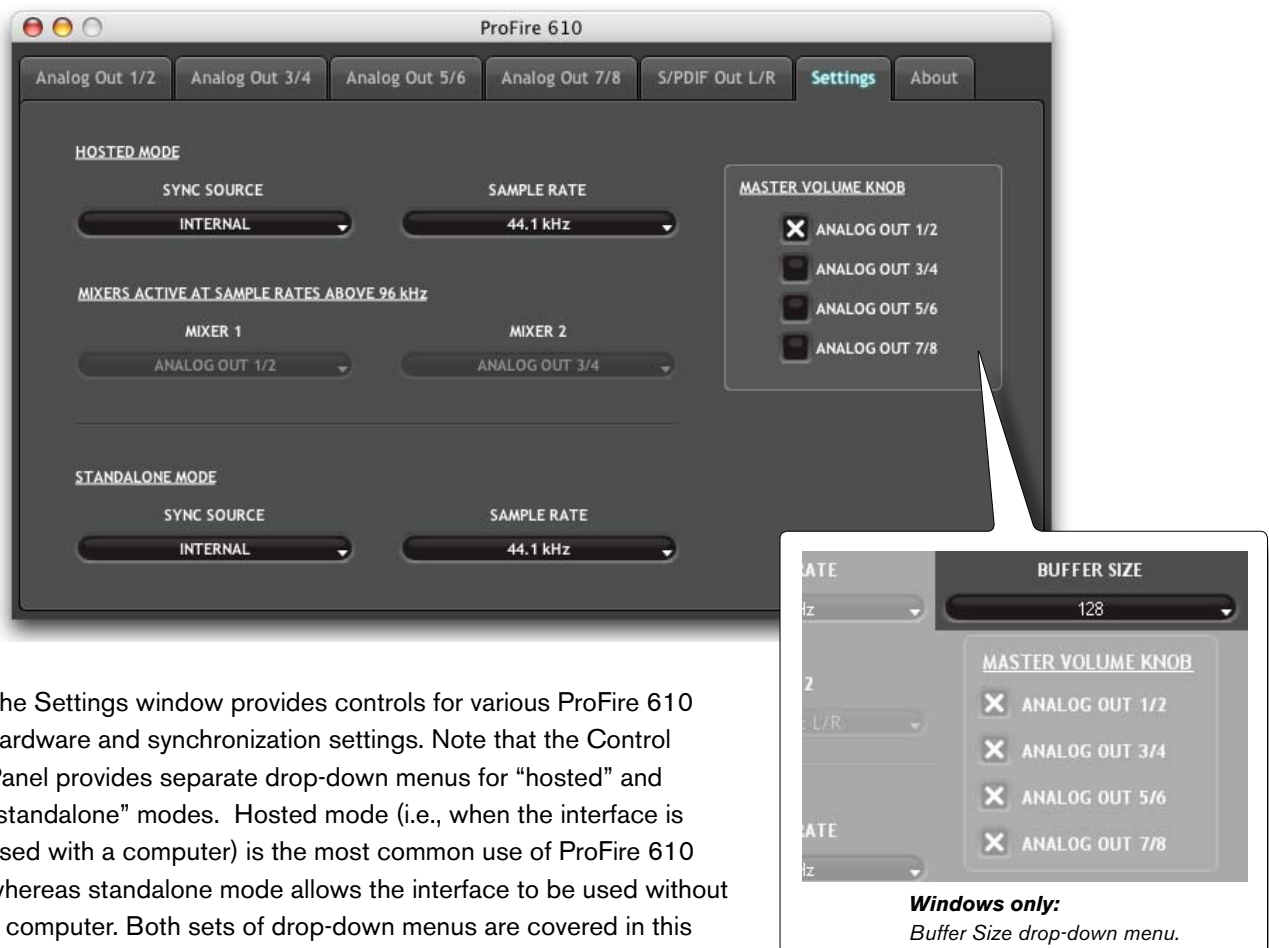 ProFire 610
Analog Out 1/2 Analog Out 3/4 Analog Out 5/6 Analog Out 7/8 S/PDIF Out L/R Settings About
HOSTED MODE
SYNC SOURCE SAMPLE RATE
INTERNAL 44.1 kHz
MIXERS ACTIVE AT SAMPLE RATES ABOVE 96 kHz
MIXER 1 MIXER 2
ANALOG OUT 1/2 ANALOG OUT 3/4
STANDALONE MODE
SYNC SOURCE SAMPLE RATE
INTERNAL 44.1 kHz
MASTER VOLUME KNOB
ANALOG OUT 1/2
ANALOG OUT 3/4
ANALOG OUT 5/6
ANALOG OUT 7/8
RATE BUFFER SIZE
Hz 128
MASTER VOLUME KNOB
2 ANALOG OUT 1/2
L/R ANALOG OUT 3/4
ANALOG OUT 5/6
RATE ANALOG OUT 7/8
Hz
Windows only:
Buffer Size drop-down menu.
he Settings window provides controls for various ProFire 610
ardware and synchronization settings. Note that the Control
Panel provides separate drop-down menus for “hosted” and
standalone” modes. Hosted mode (i.e., when the interface is
sed with a computer) is the most common use of ProFire 610
whereas standalone mode allows the interface to be used without
computer. Both sets of drop-down menus are covered in this